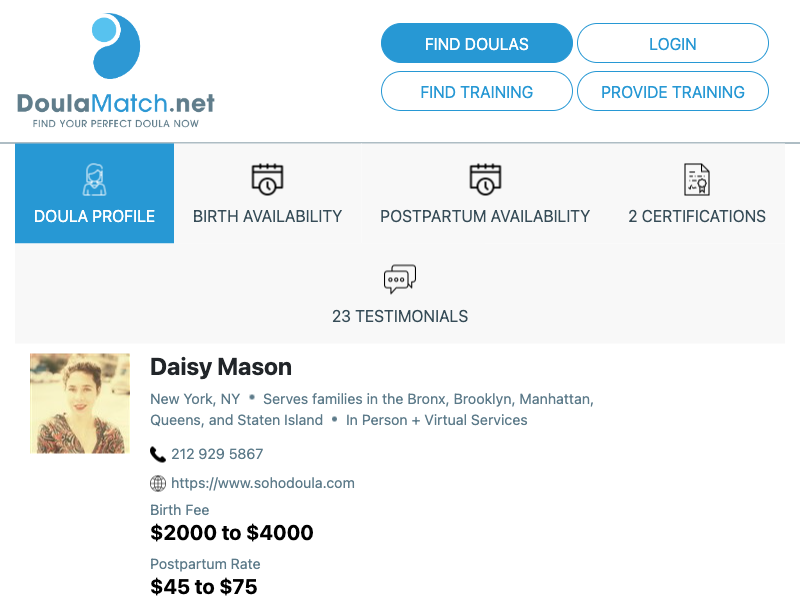 DoulaMatch.net
FIND YOUR PERFECT DOULA NOW
FIND DOULAS
LOGIN
FIND TRAINING
PROVIDE TRAINING
DOULA PROFILE
BIRTH AVAILABILITY
POSTPARTUM AVAILABILITY
2 CERTIFICATIONS
23 TESTIMONIALS
Daisy Mason
New York, NY • Serves families in the Bronx, Brooklyn, Manhattan,
Queens, and Staten Island • In Person + Virtual Services
212 929 5867
https://www.sohodoula.com
Birth Fee
$2000 to $4000
Postpartum Rate
$45 to $75